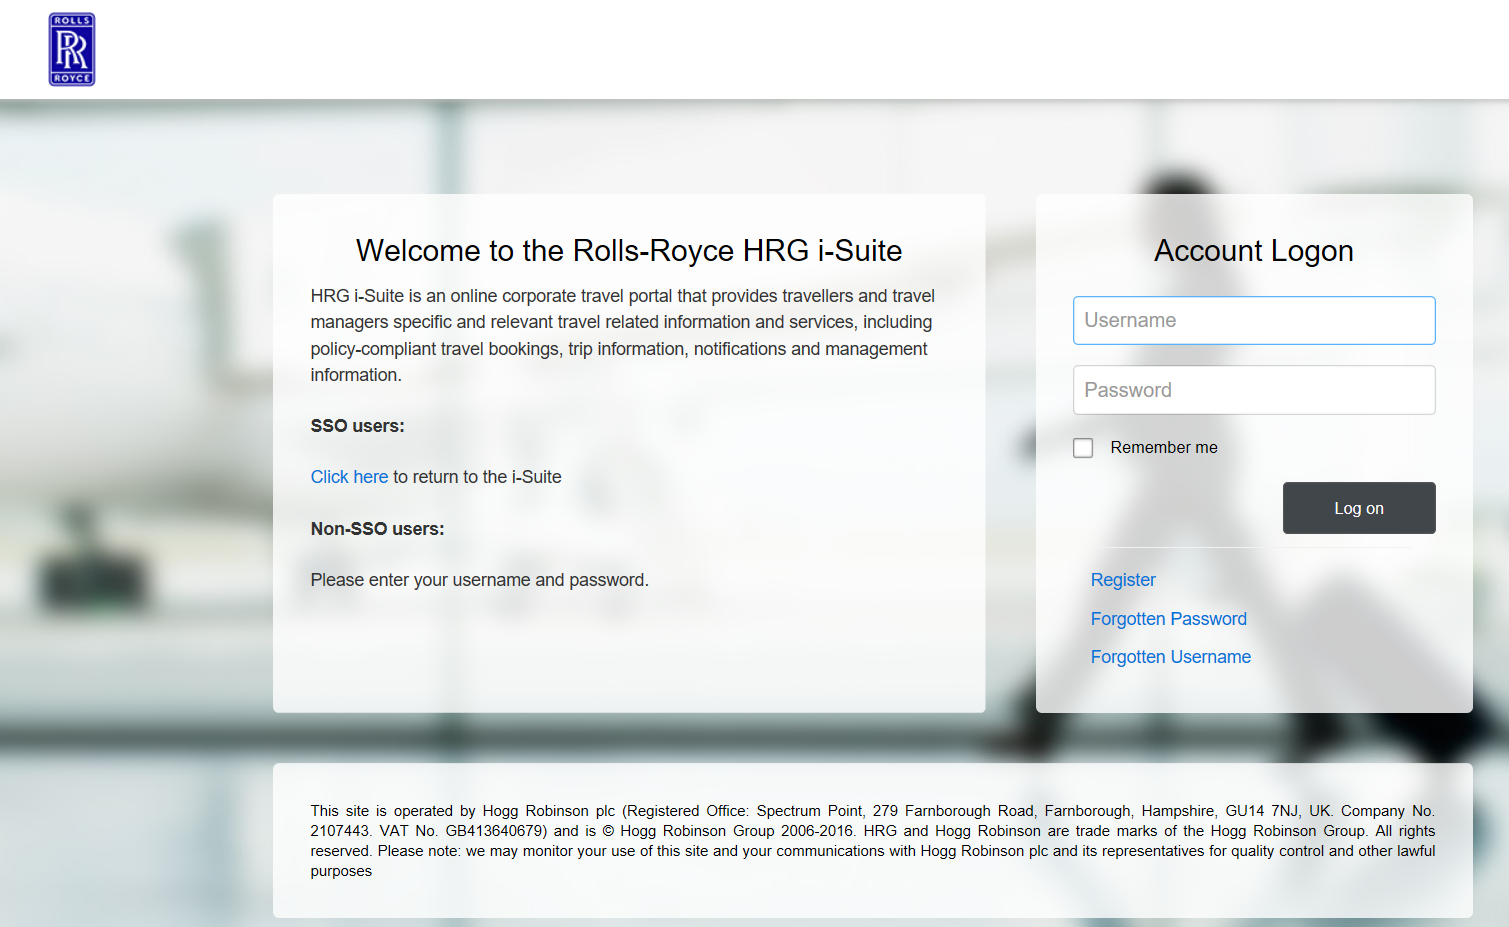 ROLLS
RR
ROYCE
Welcome to the Rolls-Royce HRG i-Suite
HRG i-Suite is an online corporate travel portal that provides travellers and travel
managers specific and relevant travel related information and services, including
policy-compliant travel bookings, trip information, notifications and management
information.
SSO users:
Click here to return to the i-Suite
Non-SSO users:
Please enter your username and password.
Account Logon
Username
Password
Remember me
Log on
Register
Forgotten Password
Forgotten Username
This site is operated by Hogg Robinson plc (Registered Office: Spectrum Point, 279 Farnborough Road, Farnborough, Hampshire, GU14 7NJ, UK. Company No.
2107443. VAT No. GB413640679) and is © Hogg Robinson Group 2006-2016. HRG and Hogg Robinson are trade marks of the Hogg Robinson Group. All rights
reserved. Please note: we may monitor your use of this site and your communications with Hogg Robinson plc and its representatives for quality control and other lawful
purposes